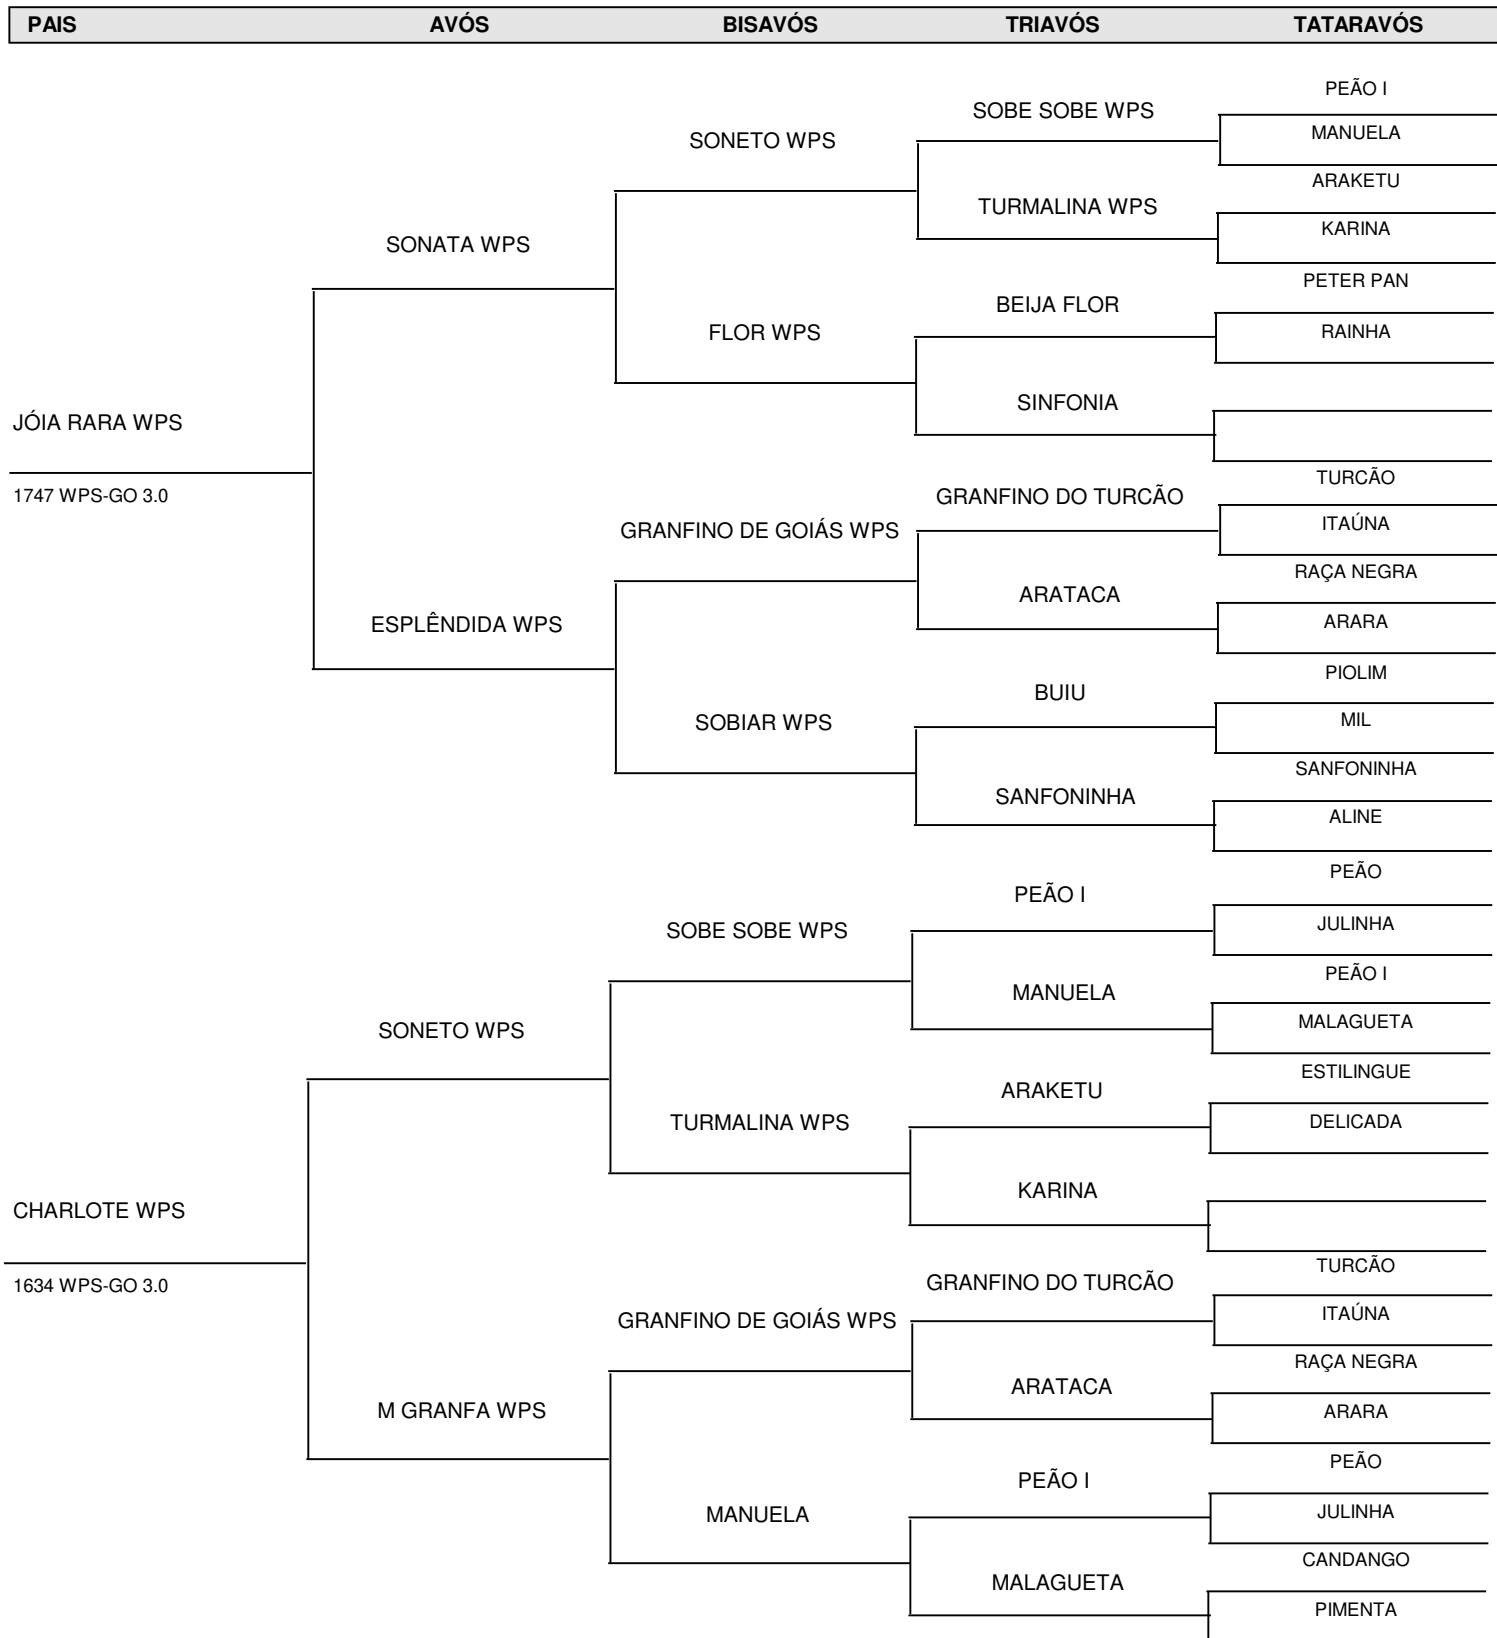 PAIS AVÓS BISAVÓS TRIAVÓS TATARAVÓS
PEÃO I
SOBE SOBE WPS
MANUELA
SONETO WPS
ARAKETU
TURMALINA WPS
KARINA
SONATA WPS
PETER PAN
BEIJA FLOR
RAINHA
FLOR WPS
SINFONIA
JÓIA RARA WPS
TURCÃO
1747 WPS-GO 3.0
GRANFINO DO TURCÃO
ITAÚNA
GRANFINO DE GOIÁS WPS
RAÇA NEGRA
ARATACA
ARARA
ESPLÊNDIDA WPS
PIOLIM
BUIU
MIL
SOBIAR WPS
SANFONINHA
SANFONINHA
ALINE
PEÃO
PEÃO I
JULINHA
SOBE SOBE WPS
PEÃO I
MANUELA
MALAGUETA
SONETO WPS
ESTILINGUE
ARAKETU
DELICADA
TURMALINA WPS
KARINA
CHARLOTE WPS
TURCÃO
1634 WPS-GO 3.0
GRANFINO DO TURCÃO
ITAÚNA
GRANFINO DE GOIÁS WPS
RAÇA NEGRA
ARATACA
ARARA
M GRANFA WPS
PEÃO
PEÃO I
JULINHA
MANUELA
CANDANGO
MALAGUETA
PIMENTA